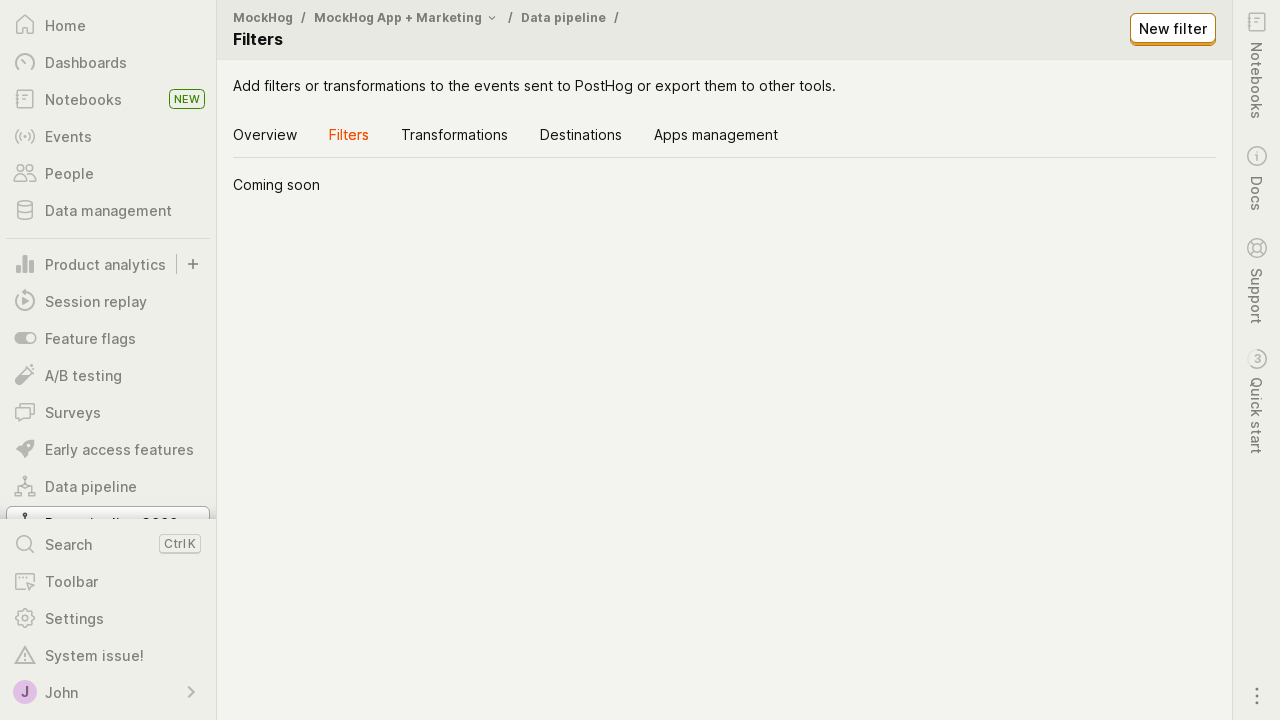 Home
Dashboards
Notebooks NEW
Events
People
Data management
Product analytics
Session replay
Feature flags
A/B testing
Surveys
Early access features
Data pipeline
Search Ctrl K
Toolbar
Settings
System issue!
J John
MockHog / MockHog App + Marketing / Data pipeline /
Filters
New filter
Add filters or transformations to the events sent to PostHog or export them to other tools.
Overview Filters Transformations Destinations Apps management
Coming soon
Notebooks
Docs
Support
3 Quick start